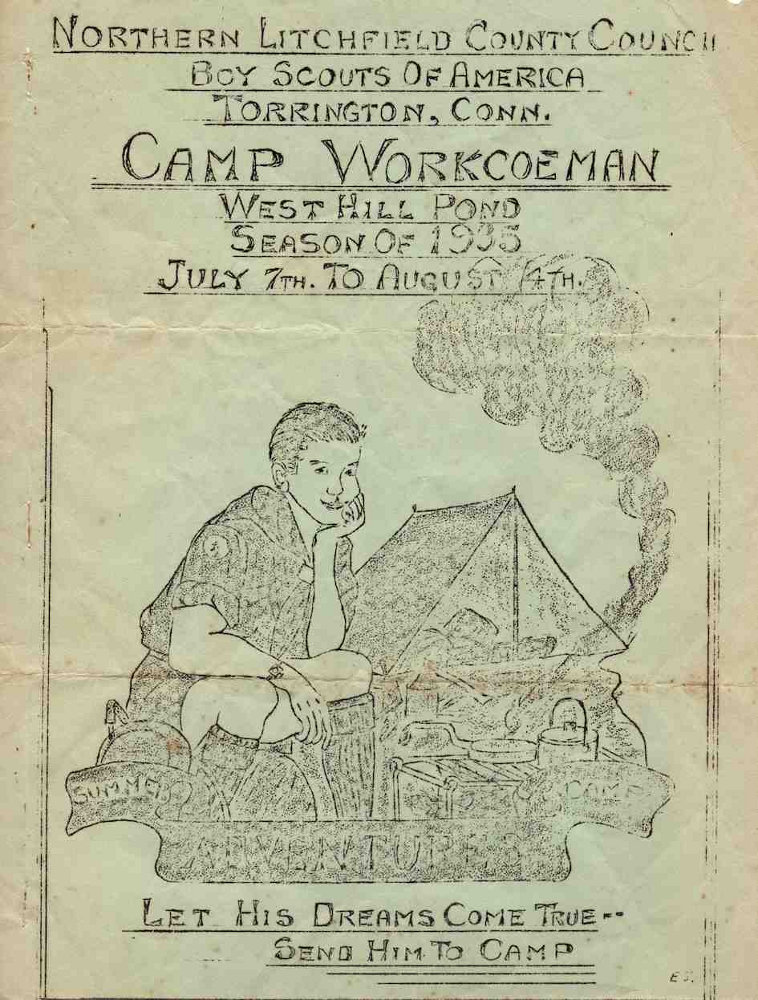 NORTHERN LITCHFIELD COUNTY COUNCIL
BOY SCOUTS OF AMERICA
TORRINGTON, CONN.
CAMP WORKCOEMAN
WEST HILL POND
SEASON OF 1935
JULY 7TH. TO AUGUST 4TH.
SUMMER CAMP
ADVENTURES
LET HIS DREAMS COME TRUE--
SEND HIM TO CAMP
E.S.